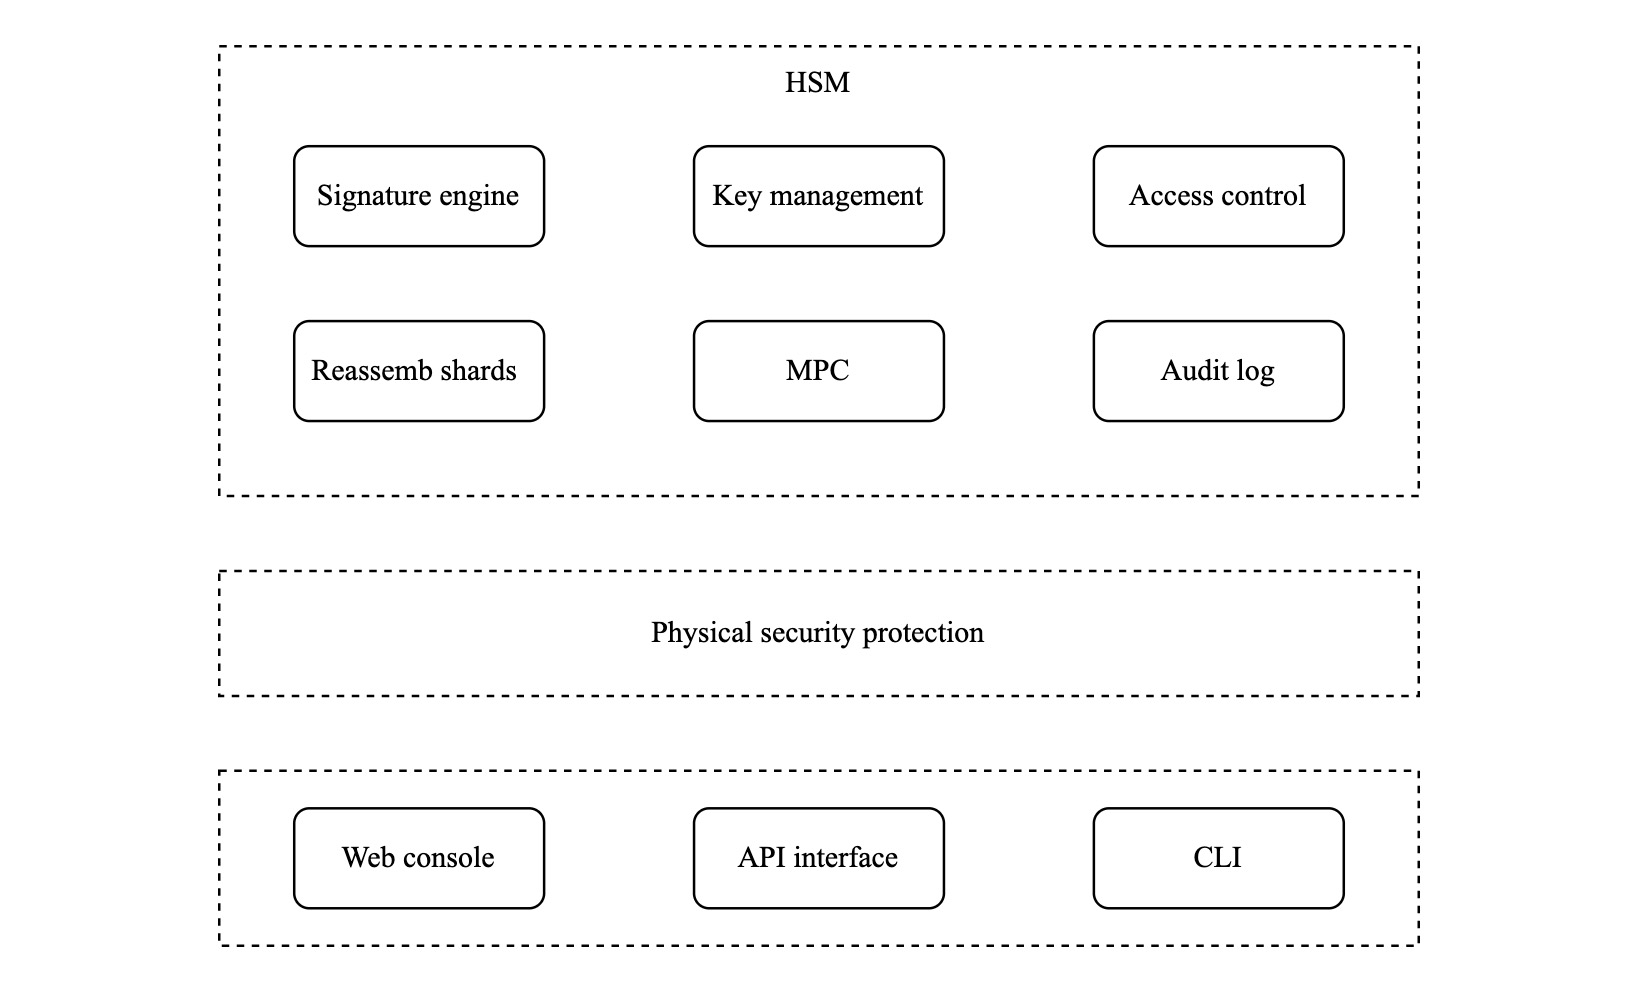 HSM
Signature engine
Key management
Access control
Reassemb shards
MPC
Audit log
Physical security protection
Web console
API interface
CLI